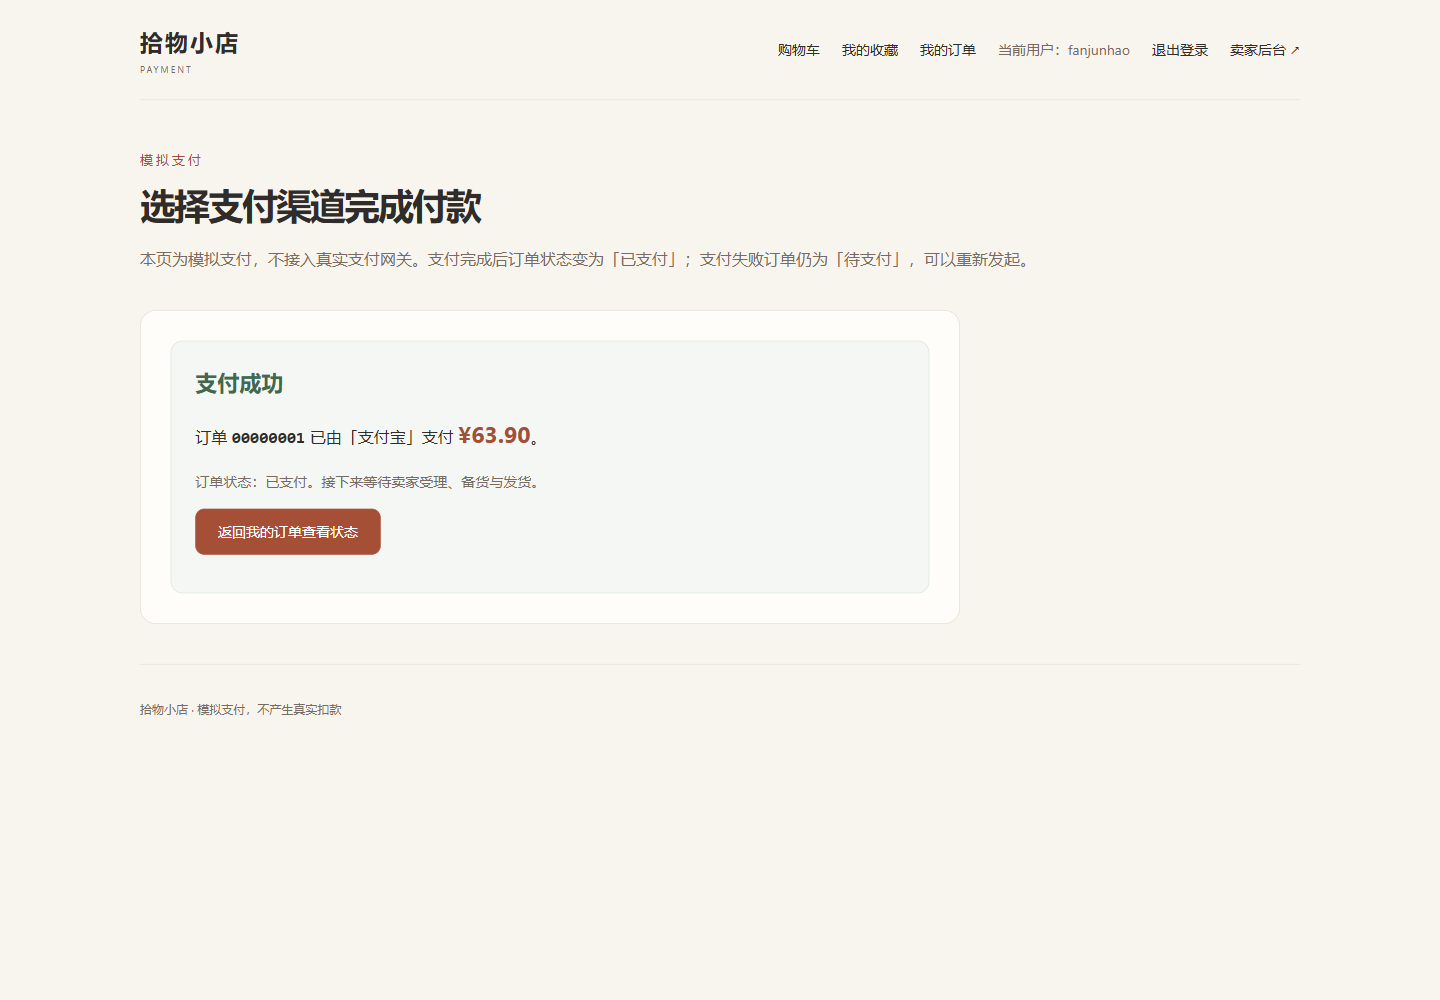 拾物小店
PAYMENT
购物车 我的收藏 我的订单 当前用户：fanjunhao 退出登录 卖家后台 ↗
模拟支付
选择支付渠道完成付款
本页为模拟支付，不接入真实支付网关。支付完成后订单状态变为「已支付」；支付失败订单仍为「待支付」，可以重新发起。
支付成功
订单 00000001 已由「支付宝」支付 ¥63.90。
订单状态：已支付。接下来等待卖家受理、备货与发货。
返回我的订单查看状态
拾物小店 · 模拟支付，不产生真实扣款